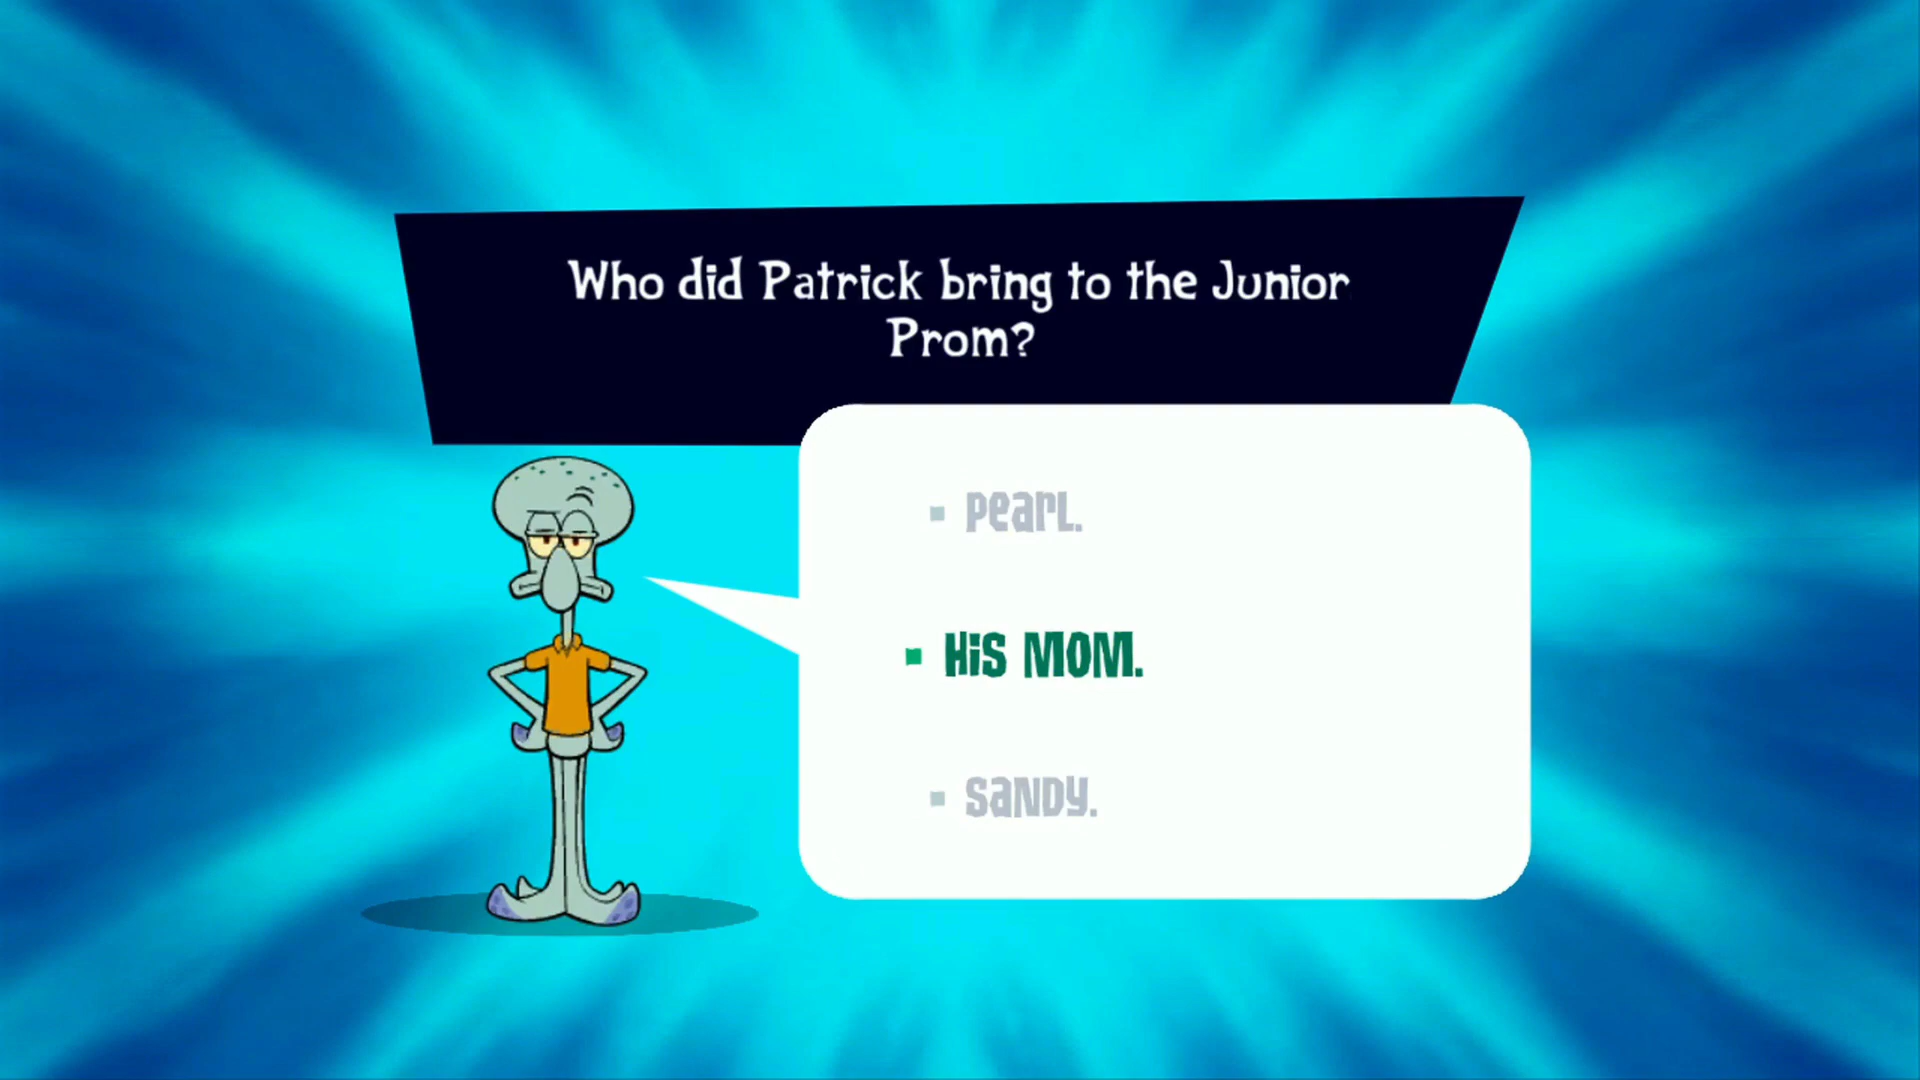 Who did Patrick bring to the Junior
Prom?
Pearl.
His Mom.
Sandy.